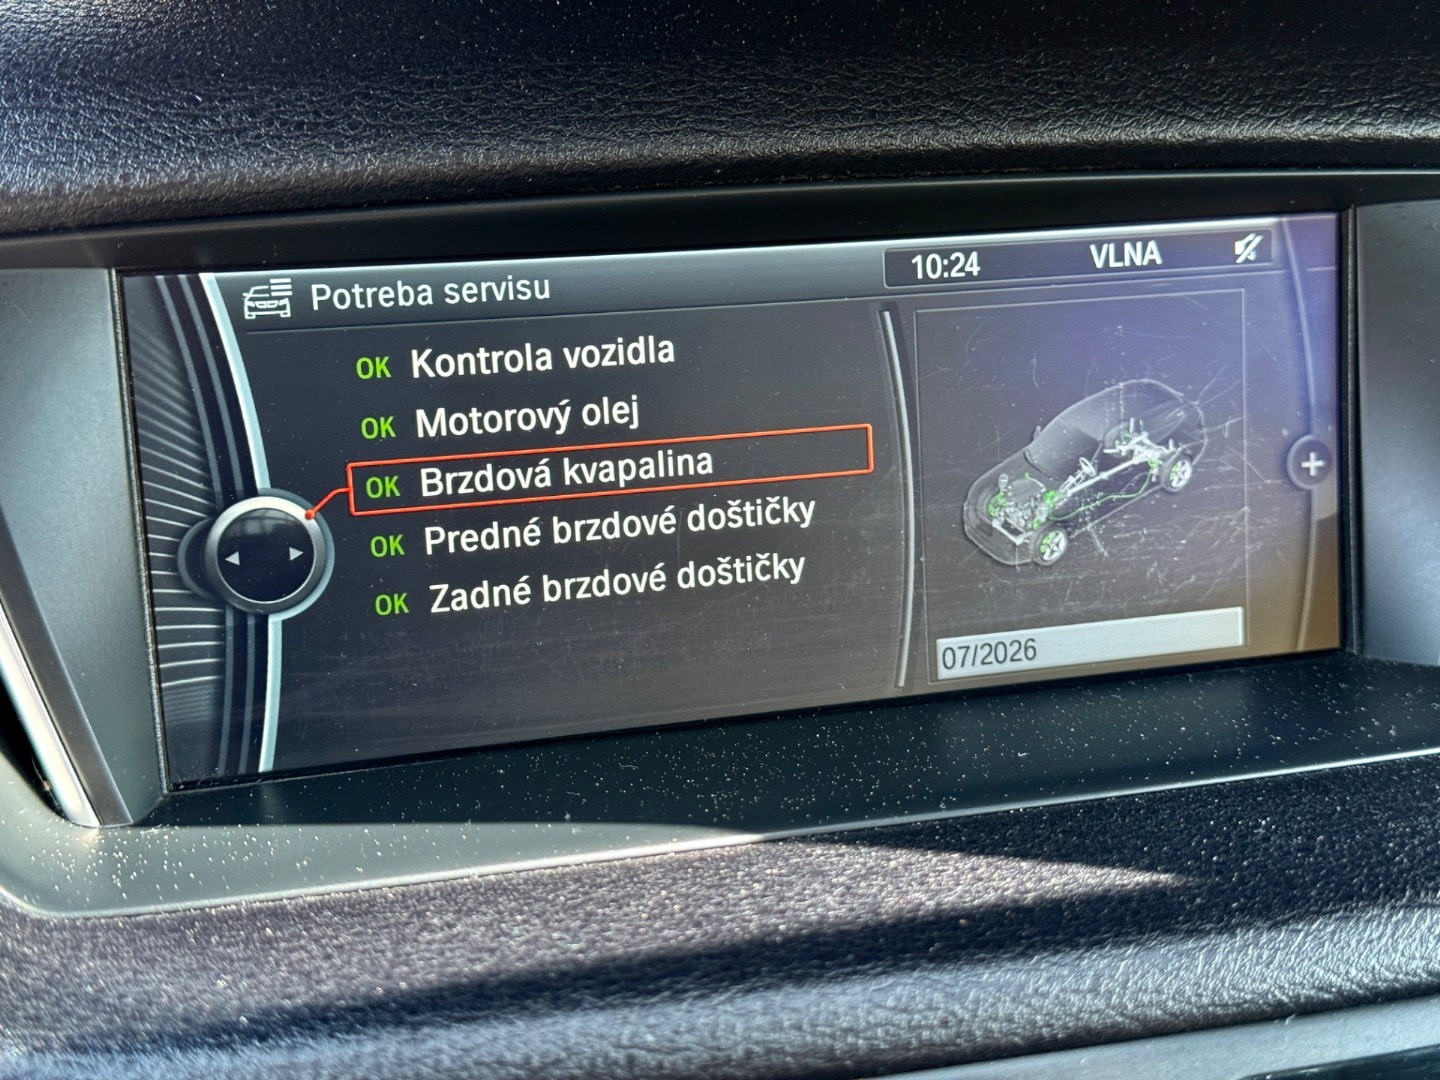 Potreba servisu
10:24 VLNA
OK Kontrola vozidla
OK Motorový olej
OK Brzdová kvapalina
OK Predné brzdové doštičky
OK Zadné brzdové doštičky
07/2026